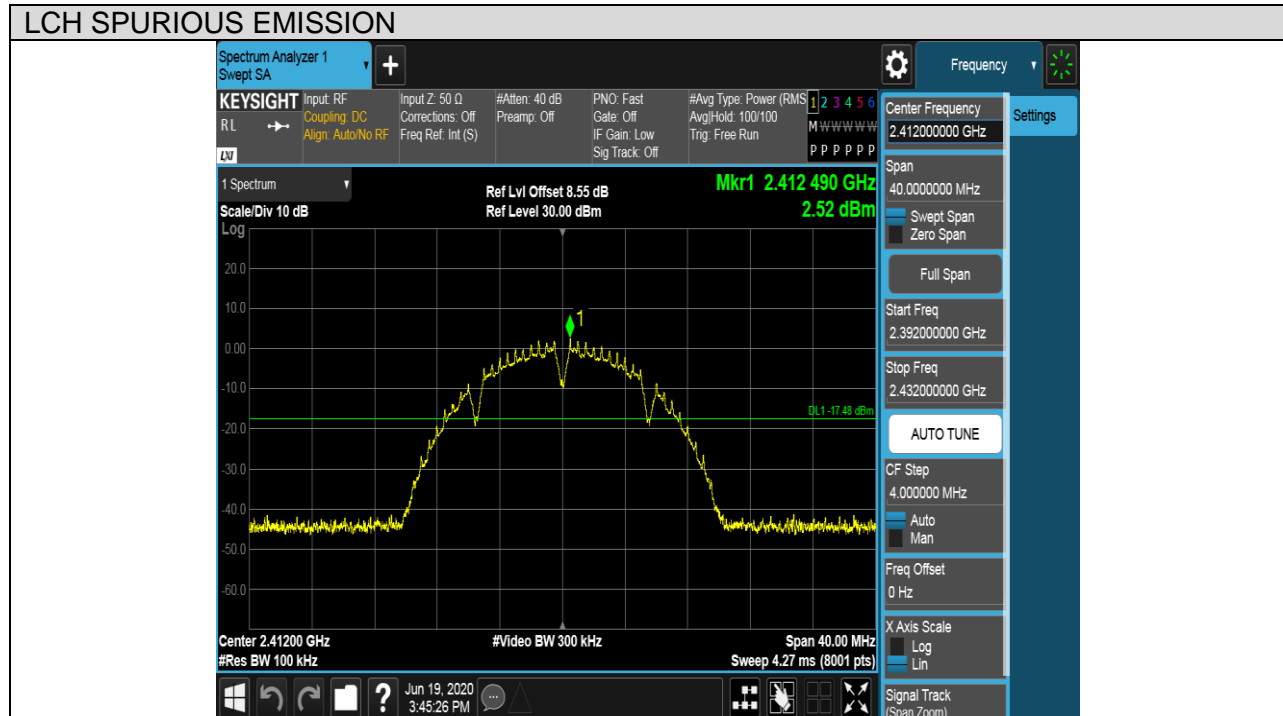 LCH SPURIOUS EMISSION
Spectrum Analyzer 1
Swept SA
+
Frequency
KEYSIGHT
RL
LXI
Input: RF
Coupling: DC
Align: Auto/No RF
Input Z: 50 Ω
Corrections: Off
Freq Ref: Int (S)
#Atten: 40 dB
Preamp: Off
PNO: Fast
Gate: Off
IF Gain: Low
Sig Track: Off
#Avg Type: Power (RMS
Avg|Hold: 100/100
Trig: Free Run
1 2 3 4 5 6
M W W W W W
P P P P P P
1 Spectrum
Scale/Div 10 dB
Ref Lvl Offset 8.55 dB
Ref Level 30.00 dBm
Mkr1 2.412 490 GHz
2.52 dBm
Log
20.0
10.0
0.00
-10.0
-20.0
-30.0
-40.0
-50.0
-60.0
1
DL1 -17.48 dBm
Center 2.41200 GHz
#Res BW 100 kHz
#Video BW 300 kHz
Span 40.00 MHz
Sweep 4.27 ms (8001 pts)
Center Frequency
2.412000000 GHz
Settings
Span
40.0000000 MHz
Swept Span
Zero Span
Full Span
Start Freq
2.392000000 GHz
Stop Freq
2.432000000 GHz
AUTO TUNE
CF Step
4.000000 MHz
Auto
Man
Freq Offset
0 Hz
X Axis Scale
Log
Lin
Signal Track
(Span Zoom)
?
Jun 19, 2020
3:45:26 PM